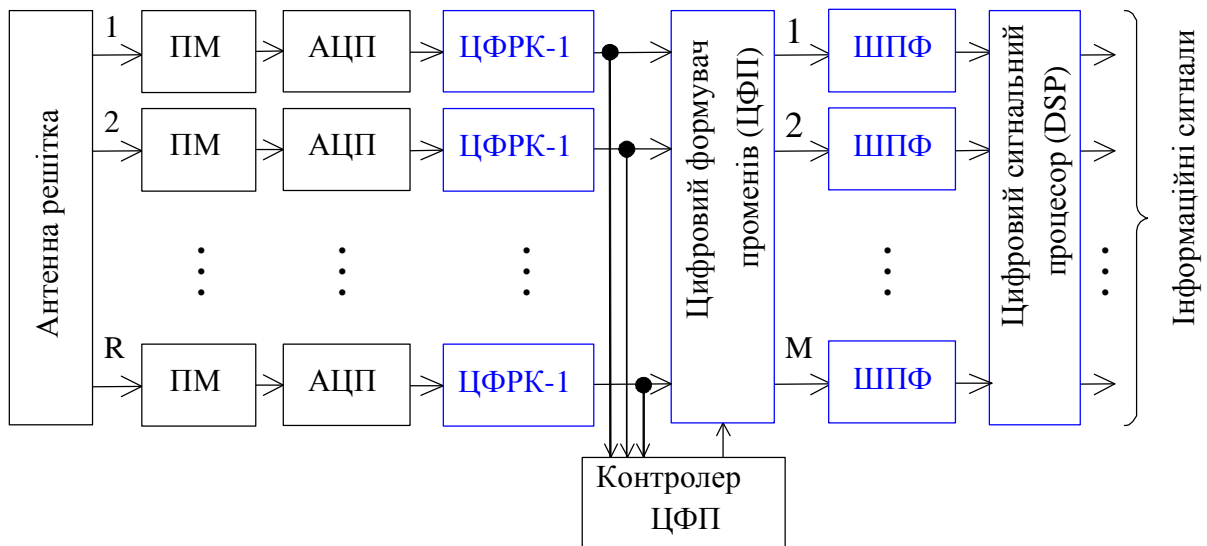 Антенна решітка
1
ПМ
АЦП
ЦФРК-1
2
ПМ
АЦП
ЦФРК-1
R
ПМ
АЦП
ЦФРК-1
Цифровий формувач
променів (ЦФП)
1
ШПФ
2
ШПФ
M
ШПФ
Цифровий сигнальний
процесор (DSP)
Інформаційні сигнали
Контролер
ЦФП